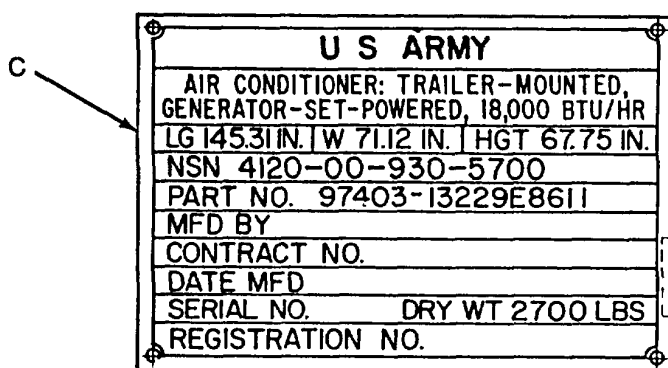 C
U S ARMY
AIR CONDITIONER: TRAILER-MOUNTED,
GENERATOR-SET-POWERED, 18,000 BTU/HR
LG 145.31 IN. W 71.12 IN. HGT 67.75 IN.
NSN 4120-00-930-5700
PART NO. 97403-13229E8611
MFD BY
CONTRACT NO.
DATE MFD
SERIAL NO. DRY WT 2700 LBS
REGISTRATION NO.